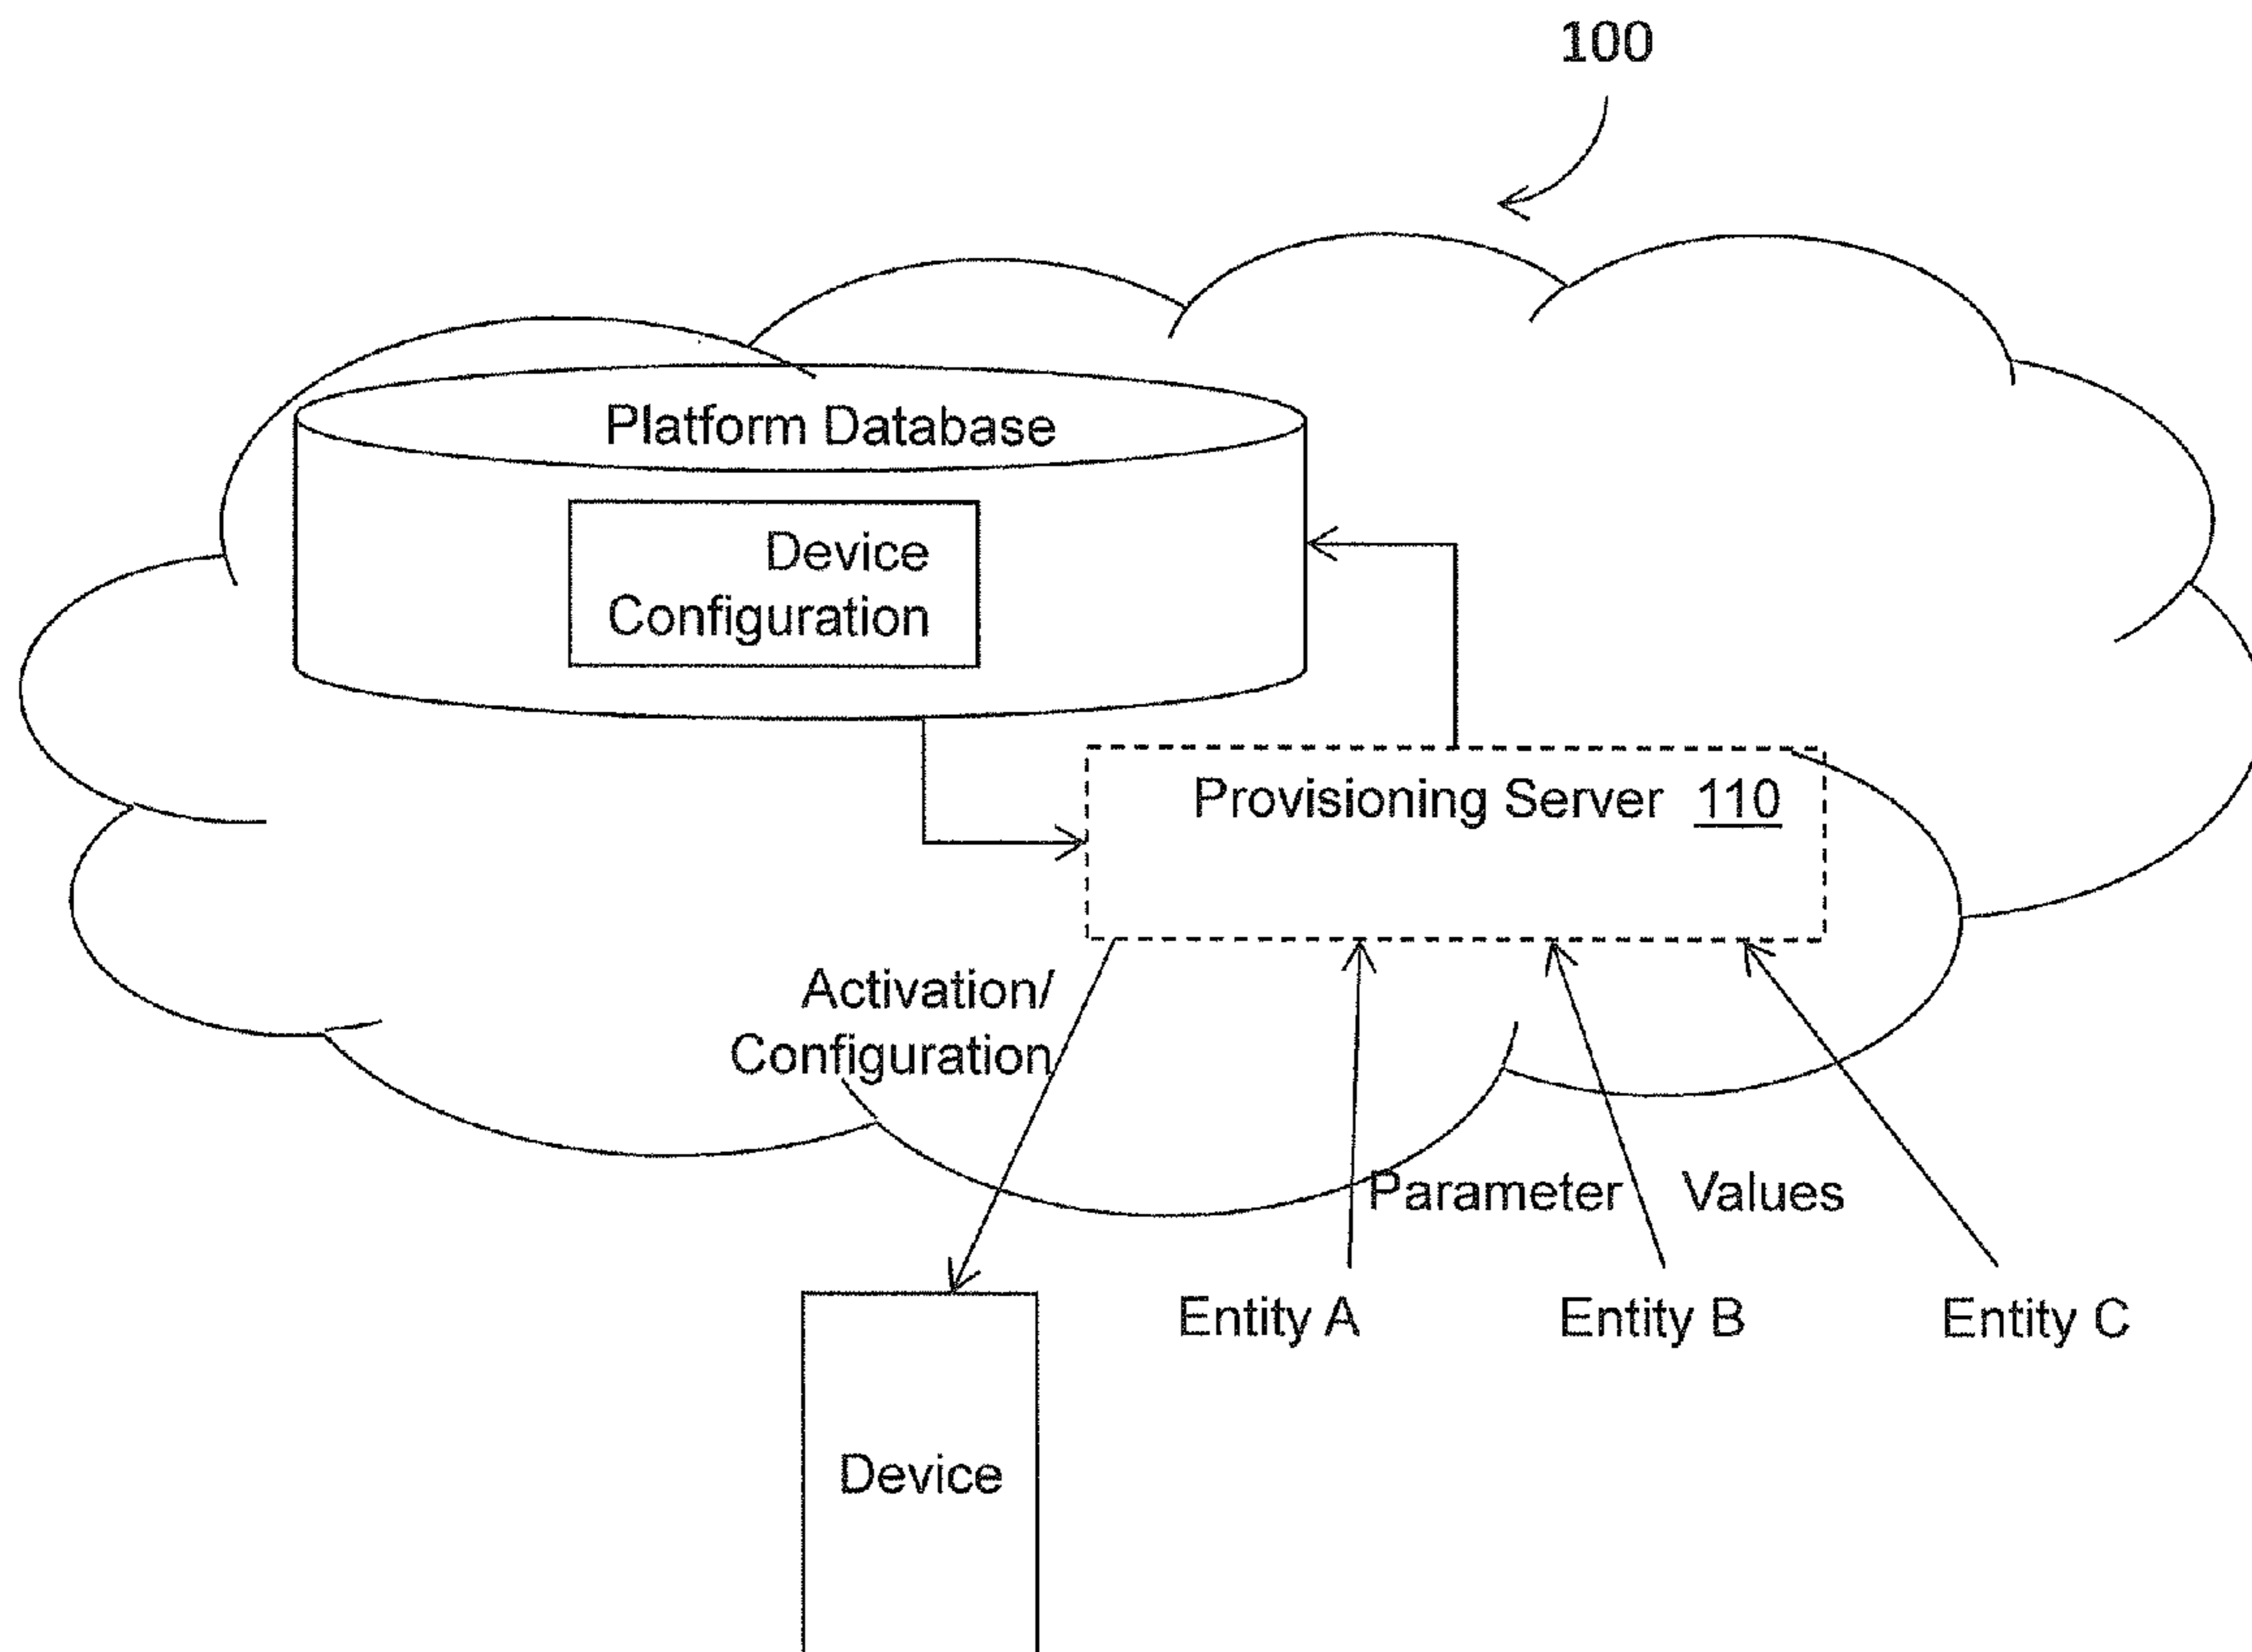 100
Platform Database
Device
Configuration
Provisioning Server 110
Activation/
Configuration
Parameter Values
Entity A
Entity B
Entity C
Device